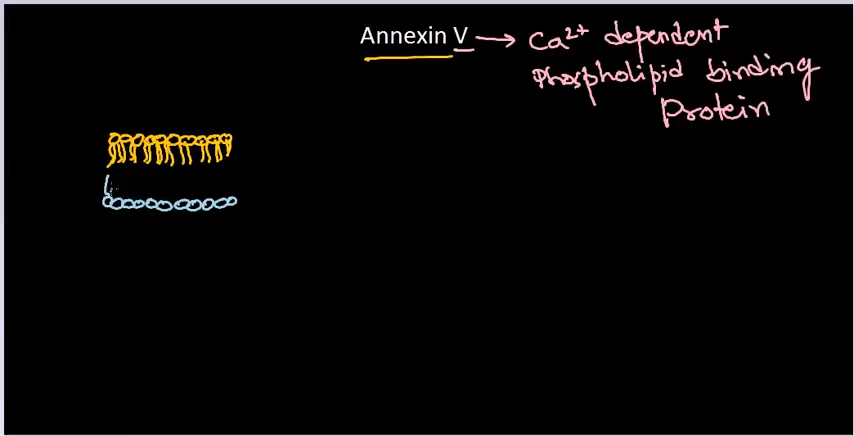 Annexin V → Ca²⁺ dependent
Phospholipid binding
Protein